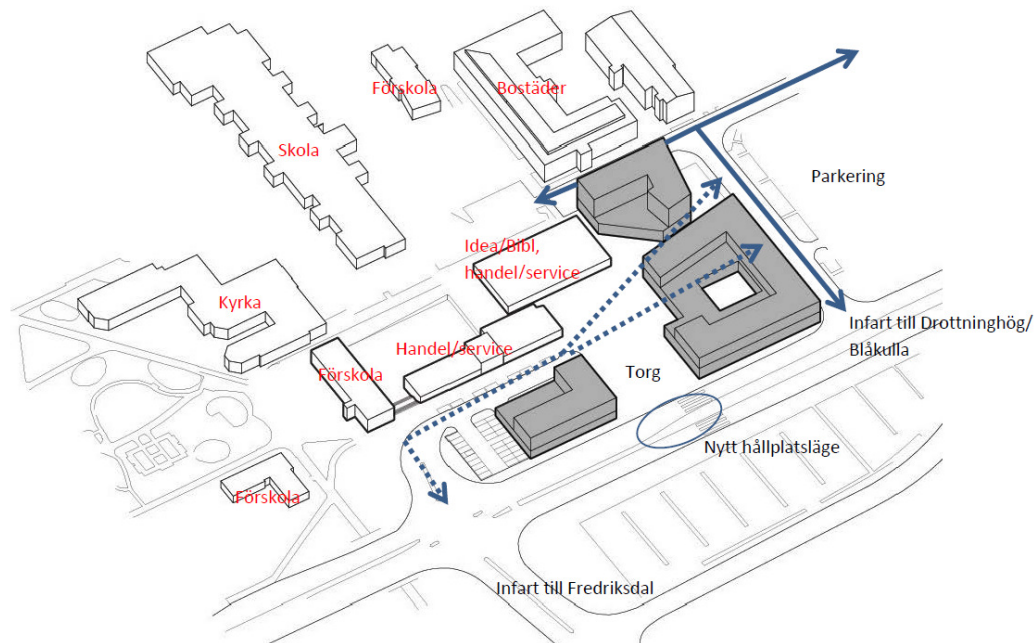 Förskola
Bostäder
Skola
Parkering
Idea/Bibl,
handel/service
Kyrka
Infart till Drottninghög/
Blåkulla
Handel/service
Förskola
Torg
Nytt hållplatsläge
Förskola
Infart till Fredriksdal